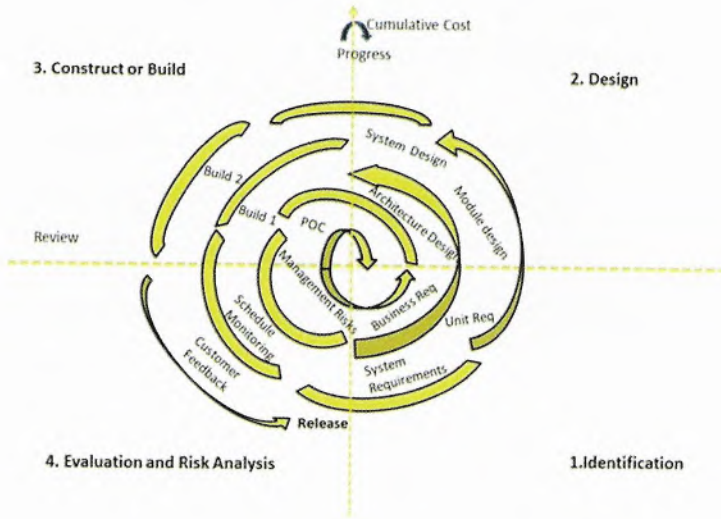 Cumulative Cost
Progress
3. Construct or Build
2. Design
System Design
Build 2
Module design
Architecture Design
Build 1
POC
Review
Management Risks
Business Req
Schedule
Monitoring
Unit Req
Customer
Feedback
System
Requirements
Release
4. Evaluation and Risk Analysis
1.Identification